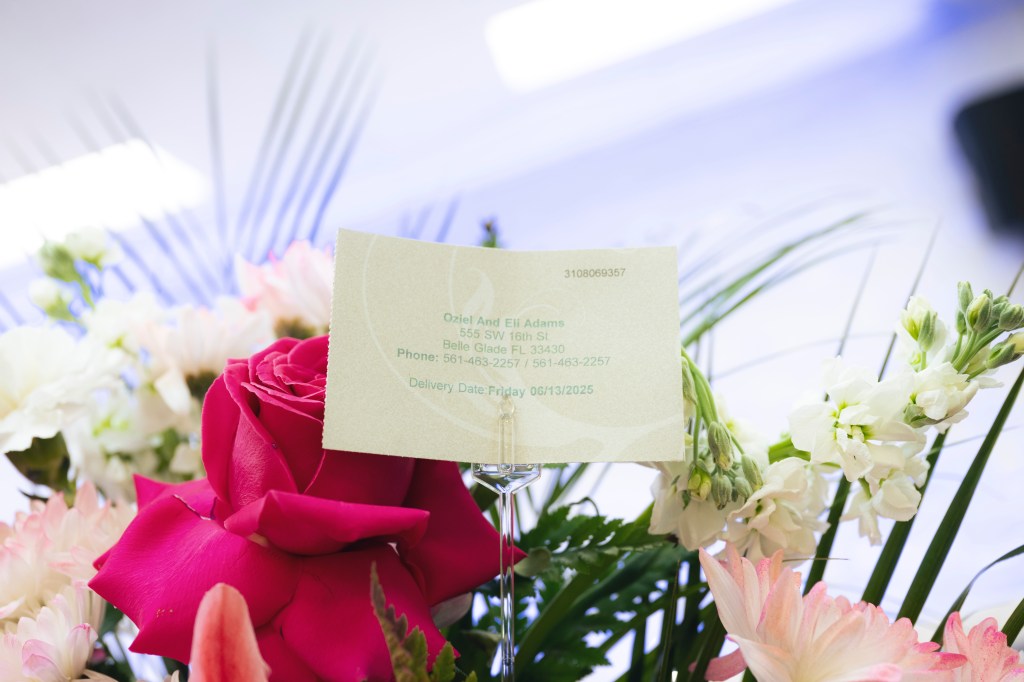 3108069357
Oziel And Eli Adams
555 SW 16th St
Belle Glade FL 33430
Phone: 561-463-2257 / 561-463-2257
Delivery Date: Friday 06/13/2025